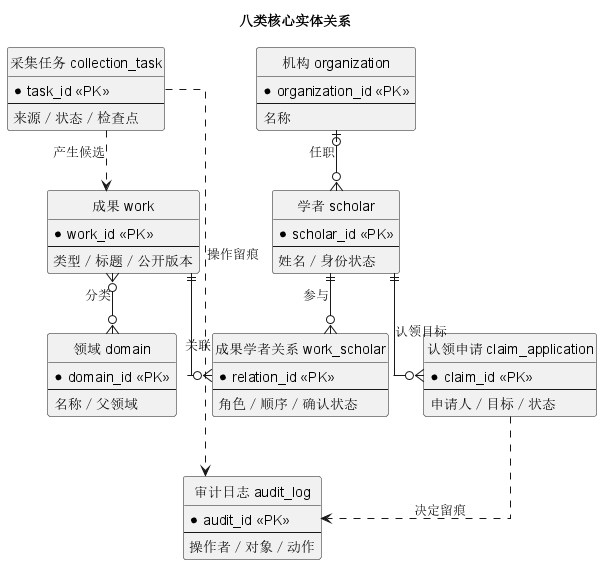 八类核心实体关系
采集任务 collection_task
task_id «PK»
来源 / 状态 / 检查点
机构 organization
organization_id «PK»
名称
产生候选
任职
成果 work
work_id «PK»
类型 / 标题 / 公开版本
学者 scholar
scholar_id «PK»
姓名 / 身份状态
操作留痕
分类
参与
关联
认领目标
领域 domain
domain_id «PK»
名称 / 父领域
成果学者关系 work_scholar
relation_id «PK»
角色 / 顺序 / 确认状态
认领申请 claim_application
claim_id «PK»
申请人 / 目标 / 状态
审计日志 audit_log
audit_id «PK»
操作者 / 对象 / 动作
决定留痕